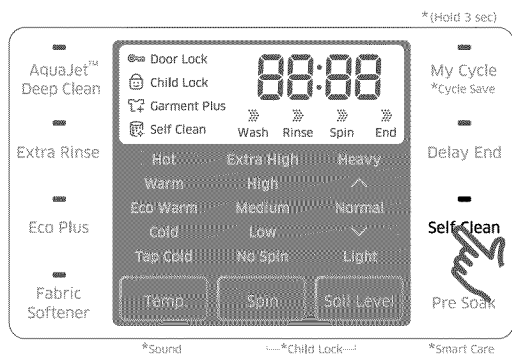 *(Hold 3 sec)
AquaJet™
Deep Clean
Door Lock
Child Lock
Garment Plus
Self Clean
88:88
Wash Rinse Spin End
My Cycle
*Cycle Save
Extra Rinse
Delay End
Hot Extra High Heavy
Warm High
Eco Warm Medium Normal
Cold Low
Tap Cold No Spin Light
Eco Plus
Self Clean
Fabric
Softener
Temp. Spin Soil Level
Pre Soak
*Sound *Child Lock *Smart Care